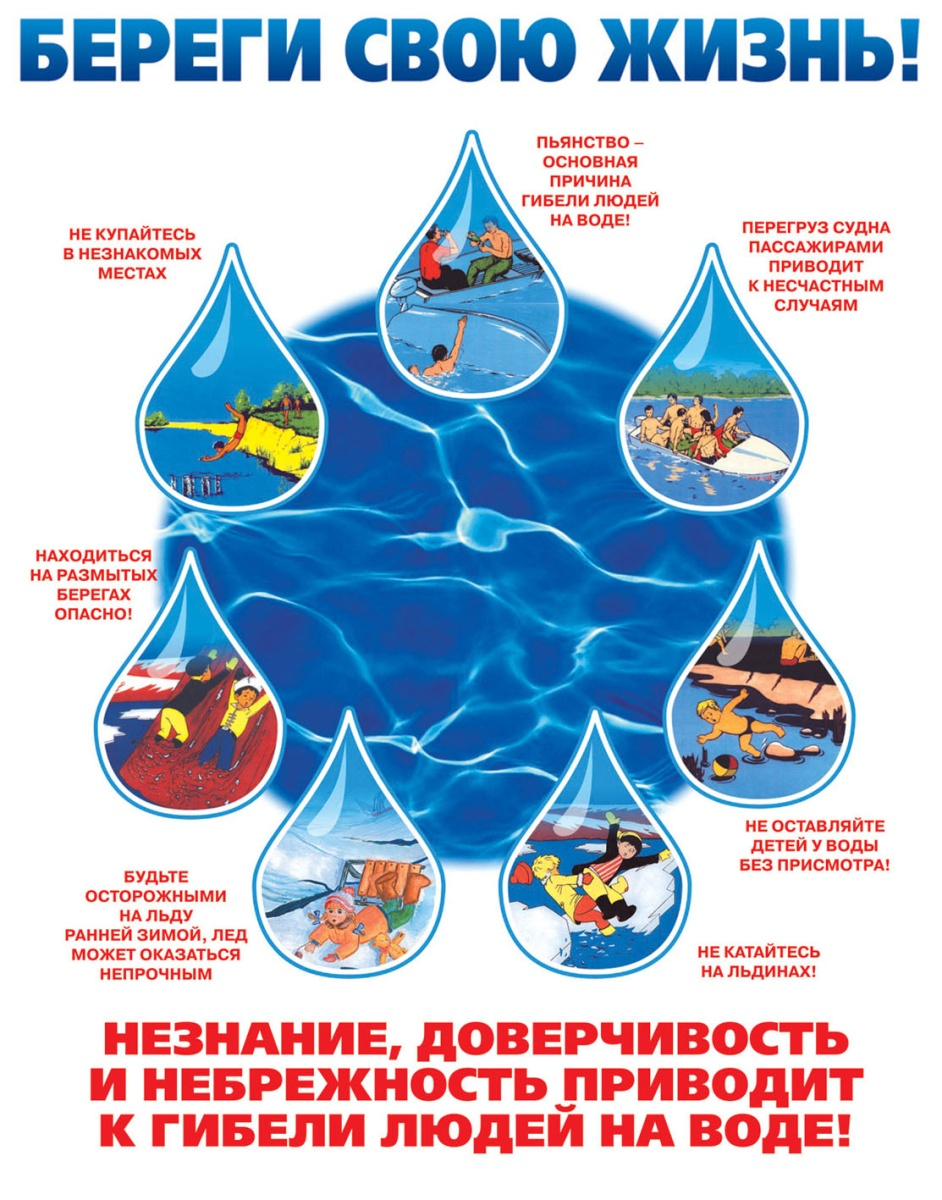 БЕРЕГИ СВОЮ ЖИЗНЬ!
ПЬЯНСТВО –
ОСНОВНАЯ
ПРИЧИНА
ГИБЕЛИ ЛЮДЕЙ
НА ВОДЕ!
НЕ КУПАЙТЕСЬ
В НЕЗНАКОМЫХ
МЕСТАХ
ПЕРЕГРУЗ СУДНА
ПАССАЖИРАМИ
ПРИВОДИТ
К НЕСЧАСТНЫМ
СЛУЧАЯМ
НАХОДИТЬСЯ
НА РАЗМЫТЫХ
БЕРЕГАХ
ОПАСНО!
НЕ ОСТАВЛЯЙТЕ
ДЕТЕЙ У ВОДЫ
БЕЗ ПРИСМОТРА!
БУДЬТЕ
ОСТОРОЖНЫМИ
НА ЛЬДУ
РАННЕЙ ЗИМОЙ, ЛЕД
МОЖЕТ ОКАЗАТЬСЯ
НЕПРОЧНЫМ
НЕ КАТАЙТЕСЬ
НА ЛЬДИНАХ!
НЕЗНАНИЕ, ДОВЕРЧИВОСТЬ
И НЕБРЕЖНОСТЬ ПРИВОДИТ
К ГИБЕЛИ ЛЮДЕЙ НА ВОДЕ!